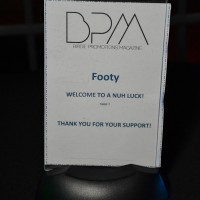 BPM
Footy
WELCOME TO A NUH LUCK!
THANK YOU FOR YOUR SUPPORT!